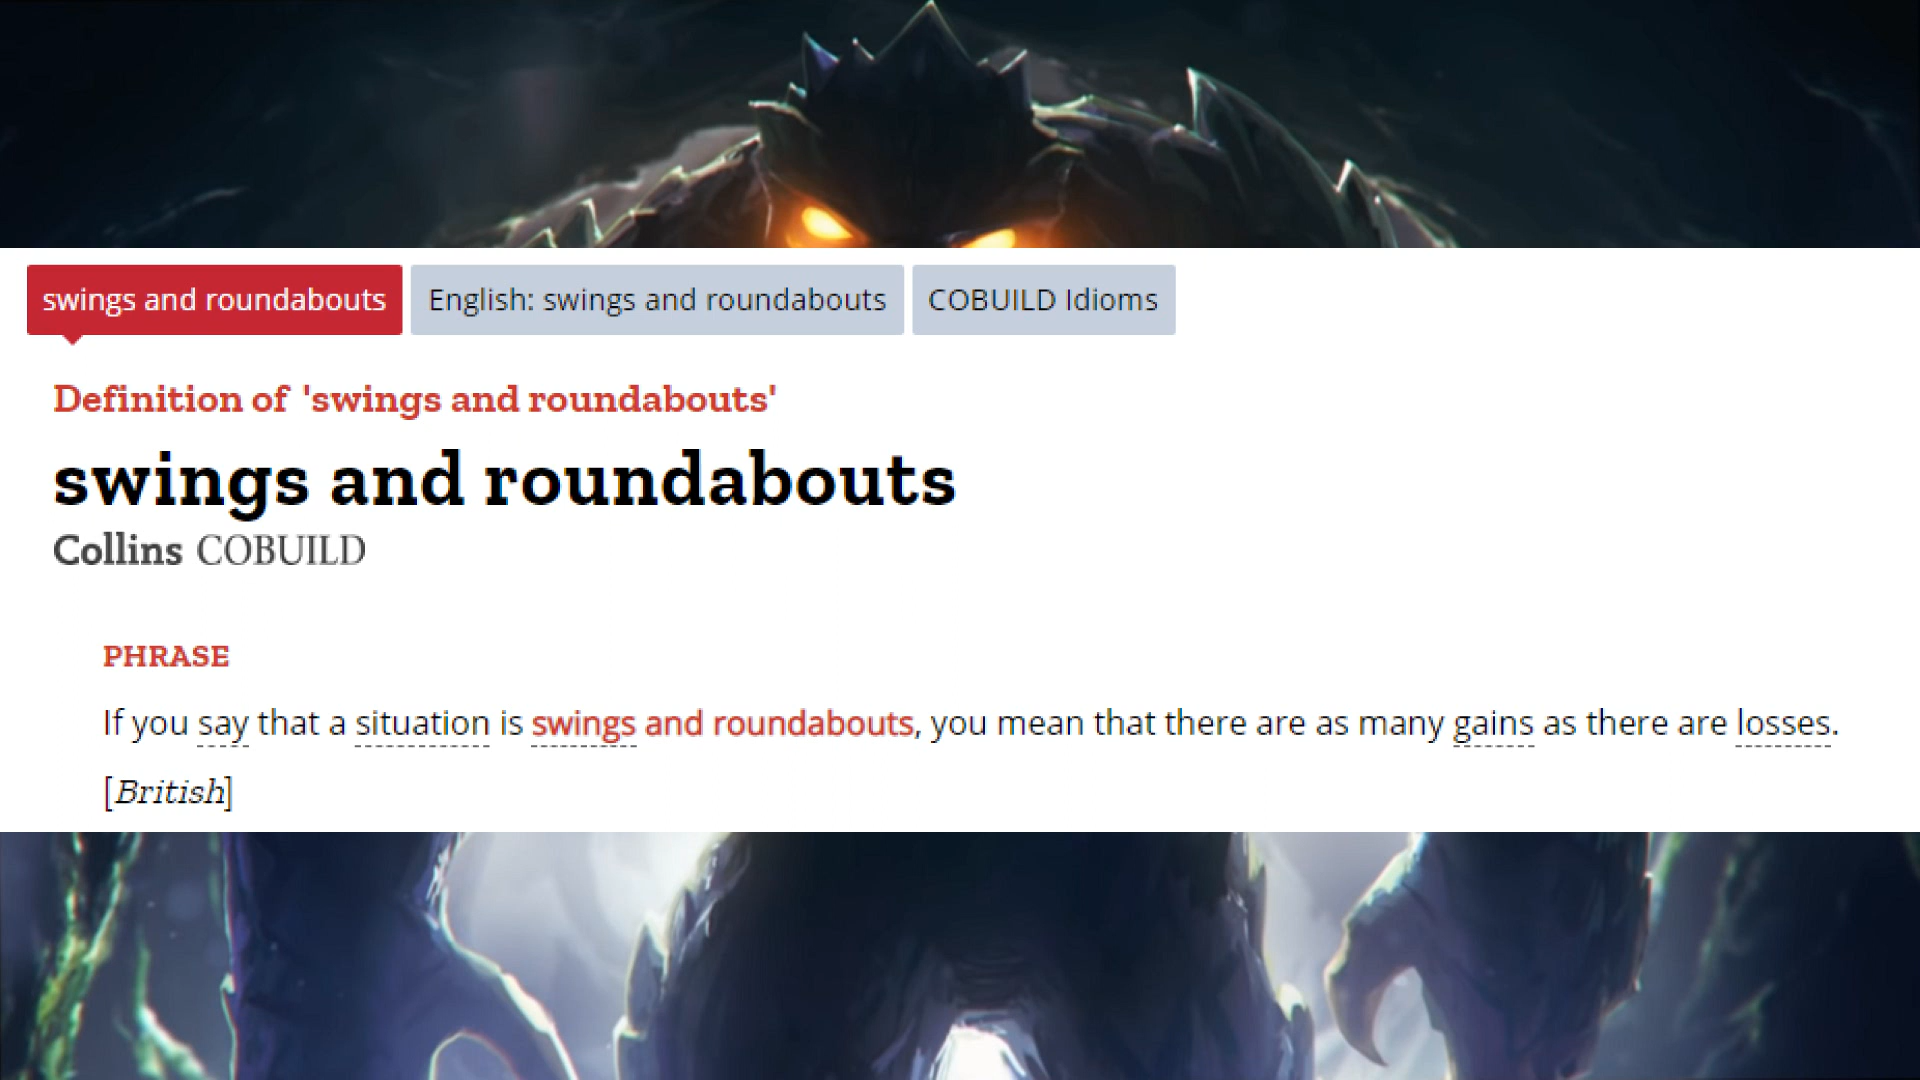 swings and roundabouts English: swings and roundabouts COBUILD Idioms
Definition of 'swings and roundabouts'
swings and roundabouts
Collins COBUILD
PHRASE
If you say that a situation is swings and roundabouts, you mean that there are as many gains as there are losses.
[British]